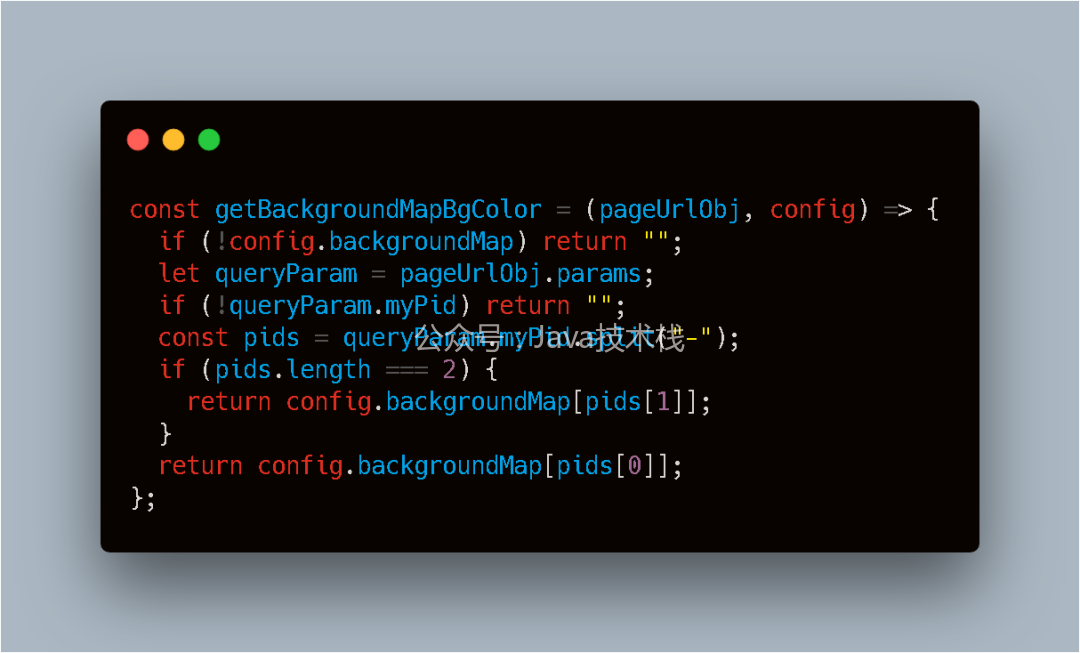 const getBackgroundMapBgColor = (pageUrlObj, config) => {
  if (!config.backgroundMap) return "";
  let queryParam = pageUrlObj.params;
  if (!queryParam.myPid) return "";
  const pids = queryParam.myPid.split("-");
  if (pids.length === 2) {
    return config.backgroundMap[pids[1]];
  }
  return config.backgroundMap[pids[0]];
};
公众号:Java技术栈